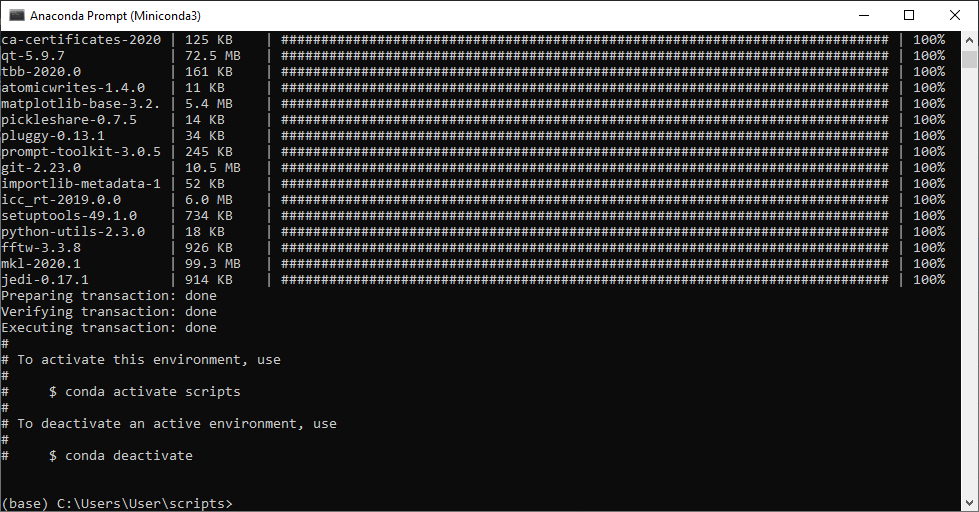 Anaconda Prompt (Miniconda3)
ca-certificates-2020 | 125 KB    | ############################################################################ | 100%
qt-5.9.7             | 72.5 MB   | ############################################################################ | 100%
tbb-2020.0           | 161 KB    | ############################################################################ | 100%
atomicwrites-1.4.0   | 11 KB     | ############################################################################ | 100%
matplotlib-base-3.2. | 5.4 MB    | ############################################################################ | 100%
pickleshare-0.7.5    | 14 KB     | ############################################################################ | 100%
pluggy-0.13.1        | 34 KB     | ############################################################################ | 100%
prompt-toolkit-3.0.5 | 245 KB    | ############################################################################ | 100%
git-2.23.0           | 10.5 MB   | ############################################################################ | 100%
importlib-metadata-1 | 52 KB     | ############################################################################ | 100%
icc_rt-2019.0.0      | 6.0 MB    | ############################################################################ | 100%
setuptools-49.1.0    | 734 KB    | ############################################################################ | 100%
python-utils-2.3.0   | 18 KB     | ############################################################################ | 100%
fftw-3.3.8           | 926 KB    | ############################################################################ | 100%
mkl-2020.1           | 99.3 MB   | ############################################################################ | 100%
jedi-0.17.1          | 914 KB    | ############################################################################ | 100%
Preparing transaction: done
Verifying transaction: done
Executing transaction: done
#
# To activate this environment, use
#
#     $ conda activate scripts
#
# To deactivate an active environment, use
#
#     $ conda deactivate
(base) C:\Users\User\scripts>